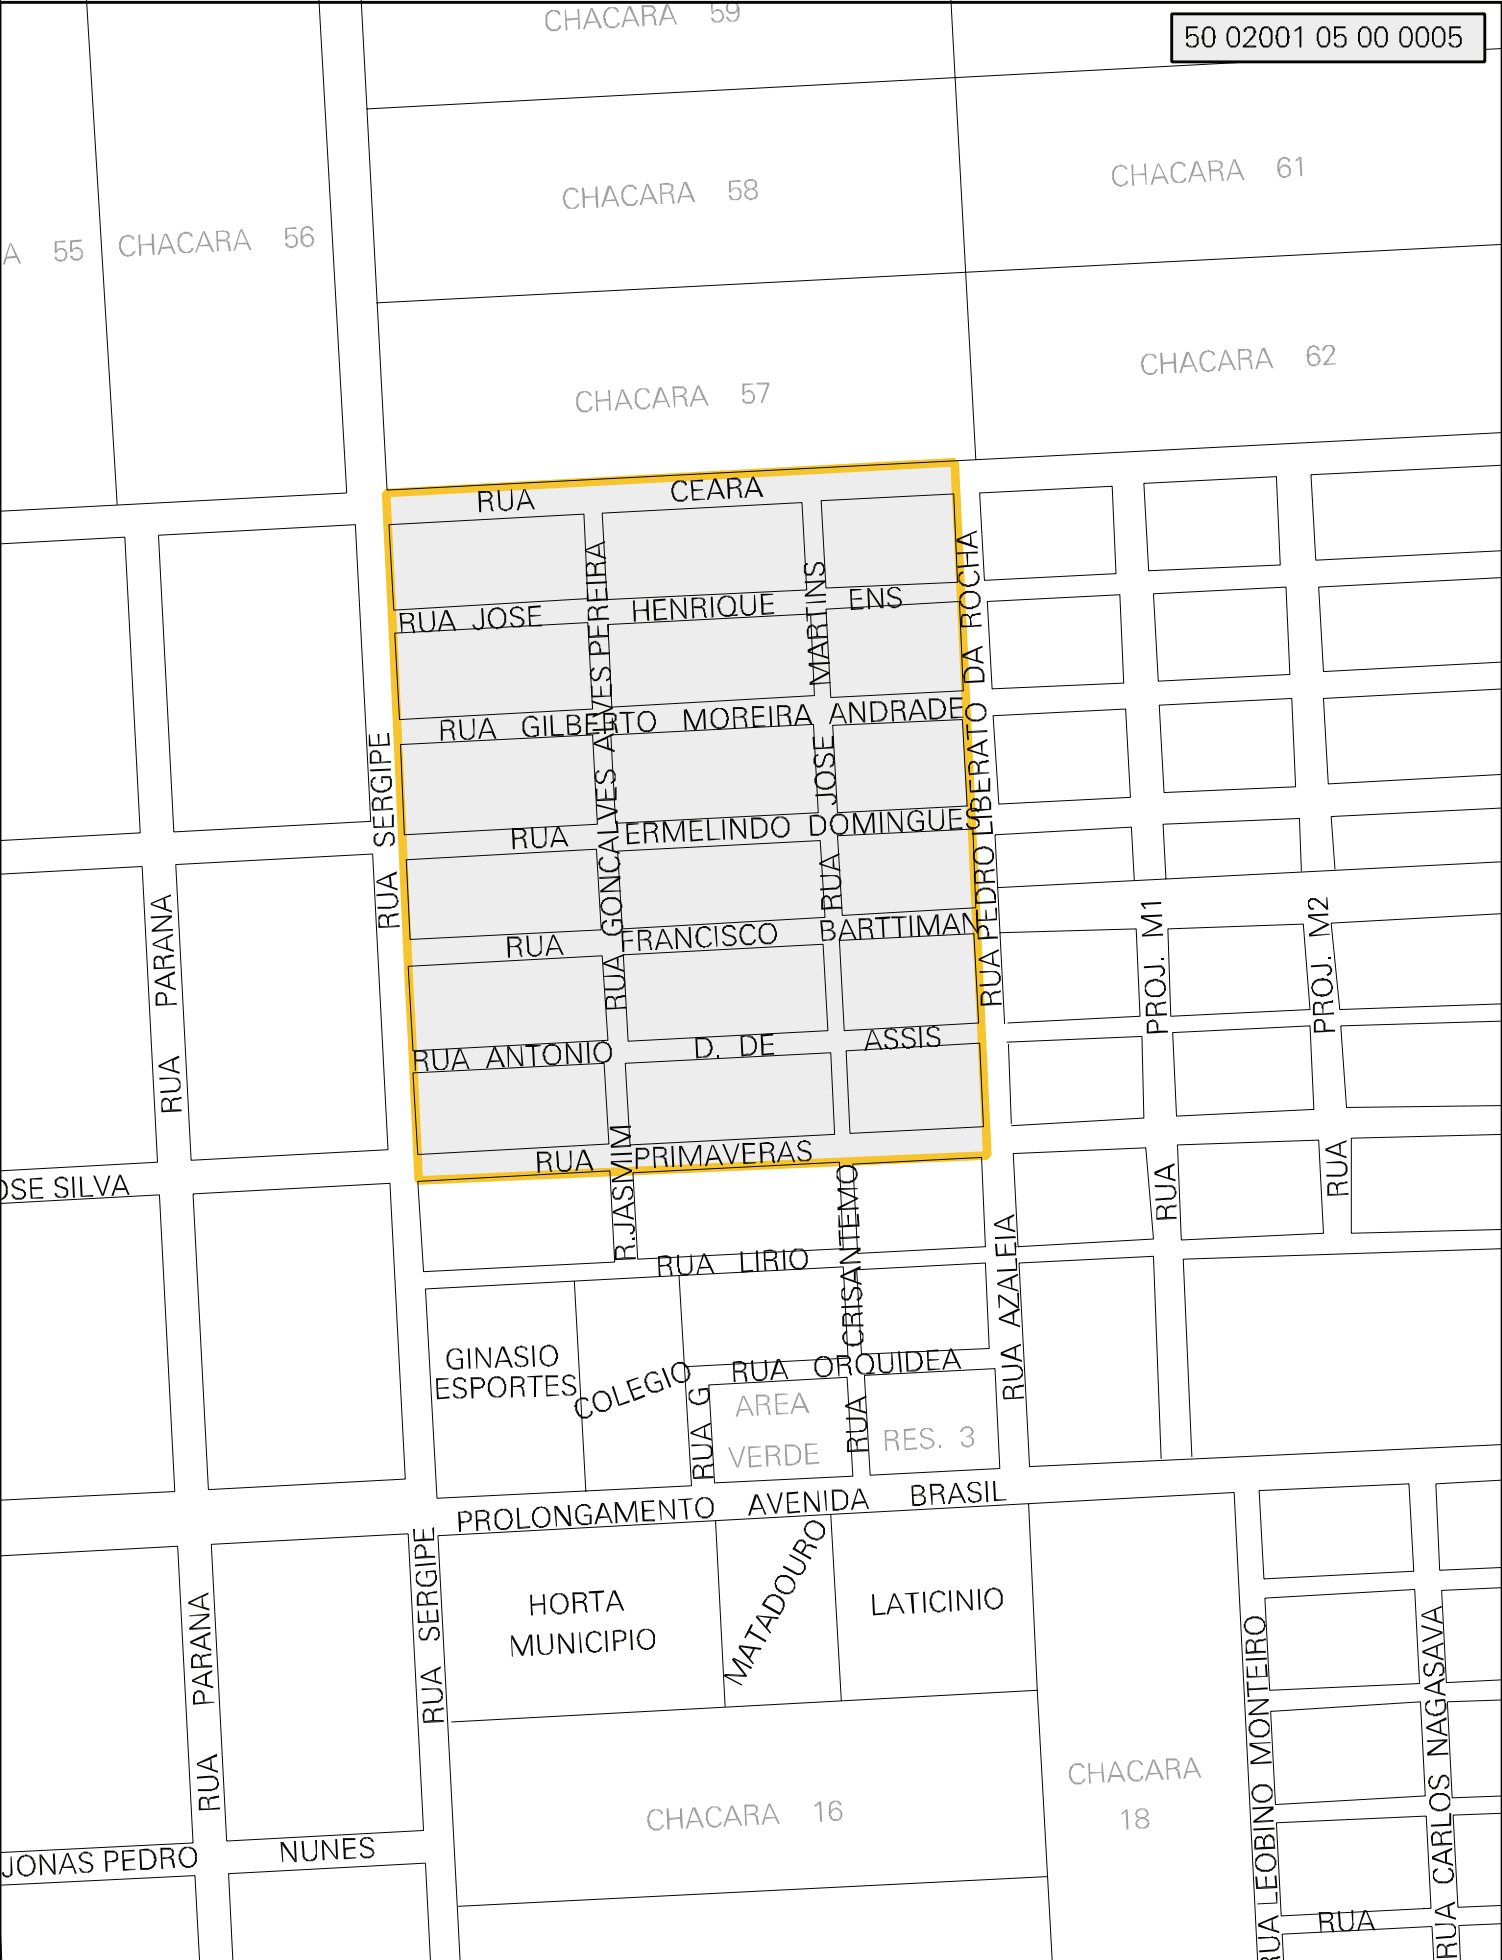 CHACARA 59
50 02001 05 00 0005
CHACARA 58
CHACARA 61
A 55
CHACARA 56
CHACARA 57
CHACARA 62
RUA CEARA
RUA JOSE HENRIQUE ENS
RUA GILBERTO MOREIRA ANDRADE
RUA ERMELINDO DOMINGUES
RUA FRANCISCO BARTTIMAN
RUA ANTONIO D. DE ASSIS
RUA PRIMAVERAS
RUA GONCALVES ALVES PEREIRA
RUA JOSE MARTINS
RUA PEDRO LIBERATO DA ROCHA
RUA SERGIPE
RUA PARANA
RUA PROJ. M1
RUA PROJ. M2
OSE SILVA
R.JASMIM
RUA LIRIO
RUA CRISANTEMO
RUA AZALEIA
GINASIO
ESPORTES
COLEGIO
RUA ORQUIDEA
RUA G
AREA
VERDE
RES. 3
PROLONGAMENTO AVENIDA BRASIL
RUA SERGIPE
RUA PARANA
HORTA
MUNICIPIO
MATADOURO
LATICINIO
CHACARA 16
CHACARA
18
RUA LEOBINO MONTEIRO
RUA CARLOS NAGASAVA
JONAS PEDRO NUNES
RUA